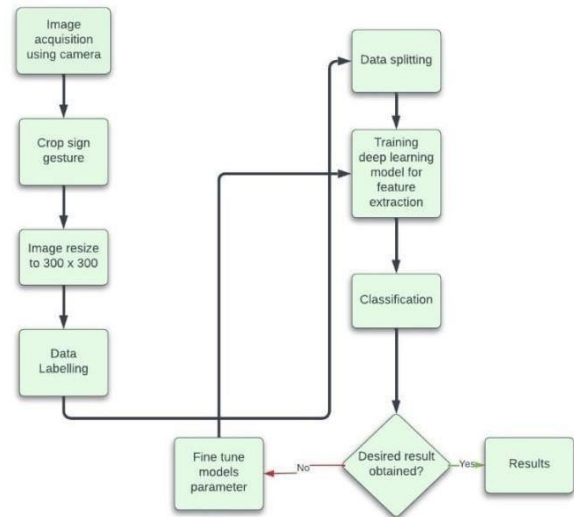 Image
acquisition
using camera
Crop sign
gesture
Image resize
to 300 x 300
Data
Labelling
Data splitting
Training
deep learning
model for
feature
extraction
Classification
Desired result
obtained?
No
Fine tune
models
parameter
Yes
Results